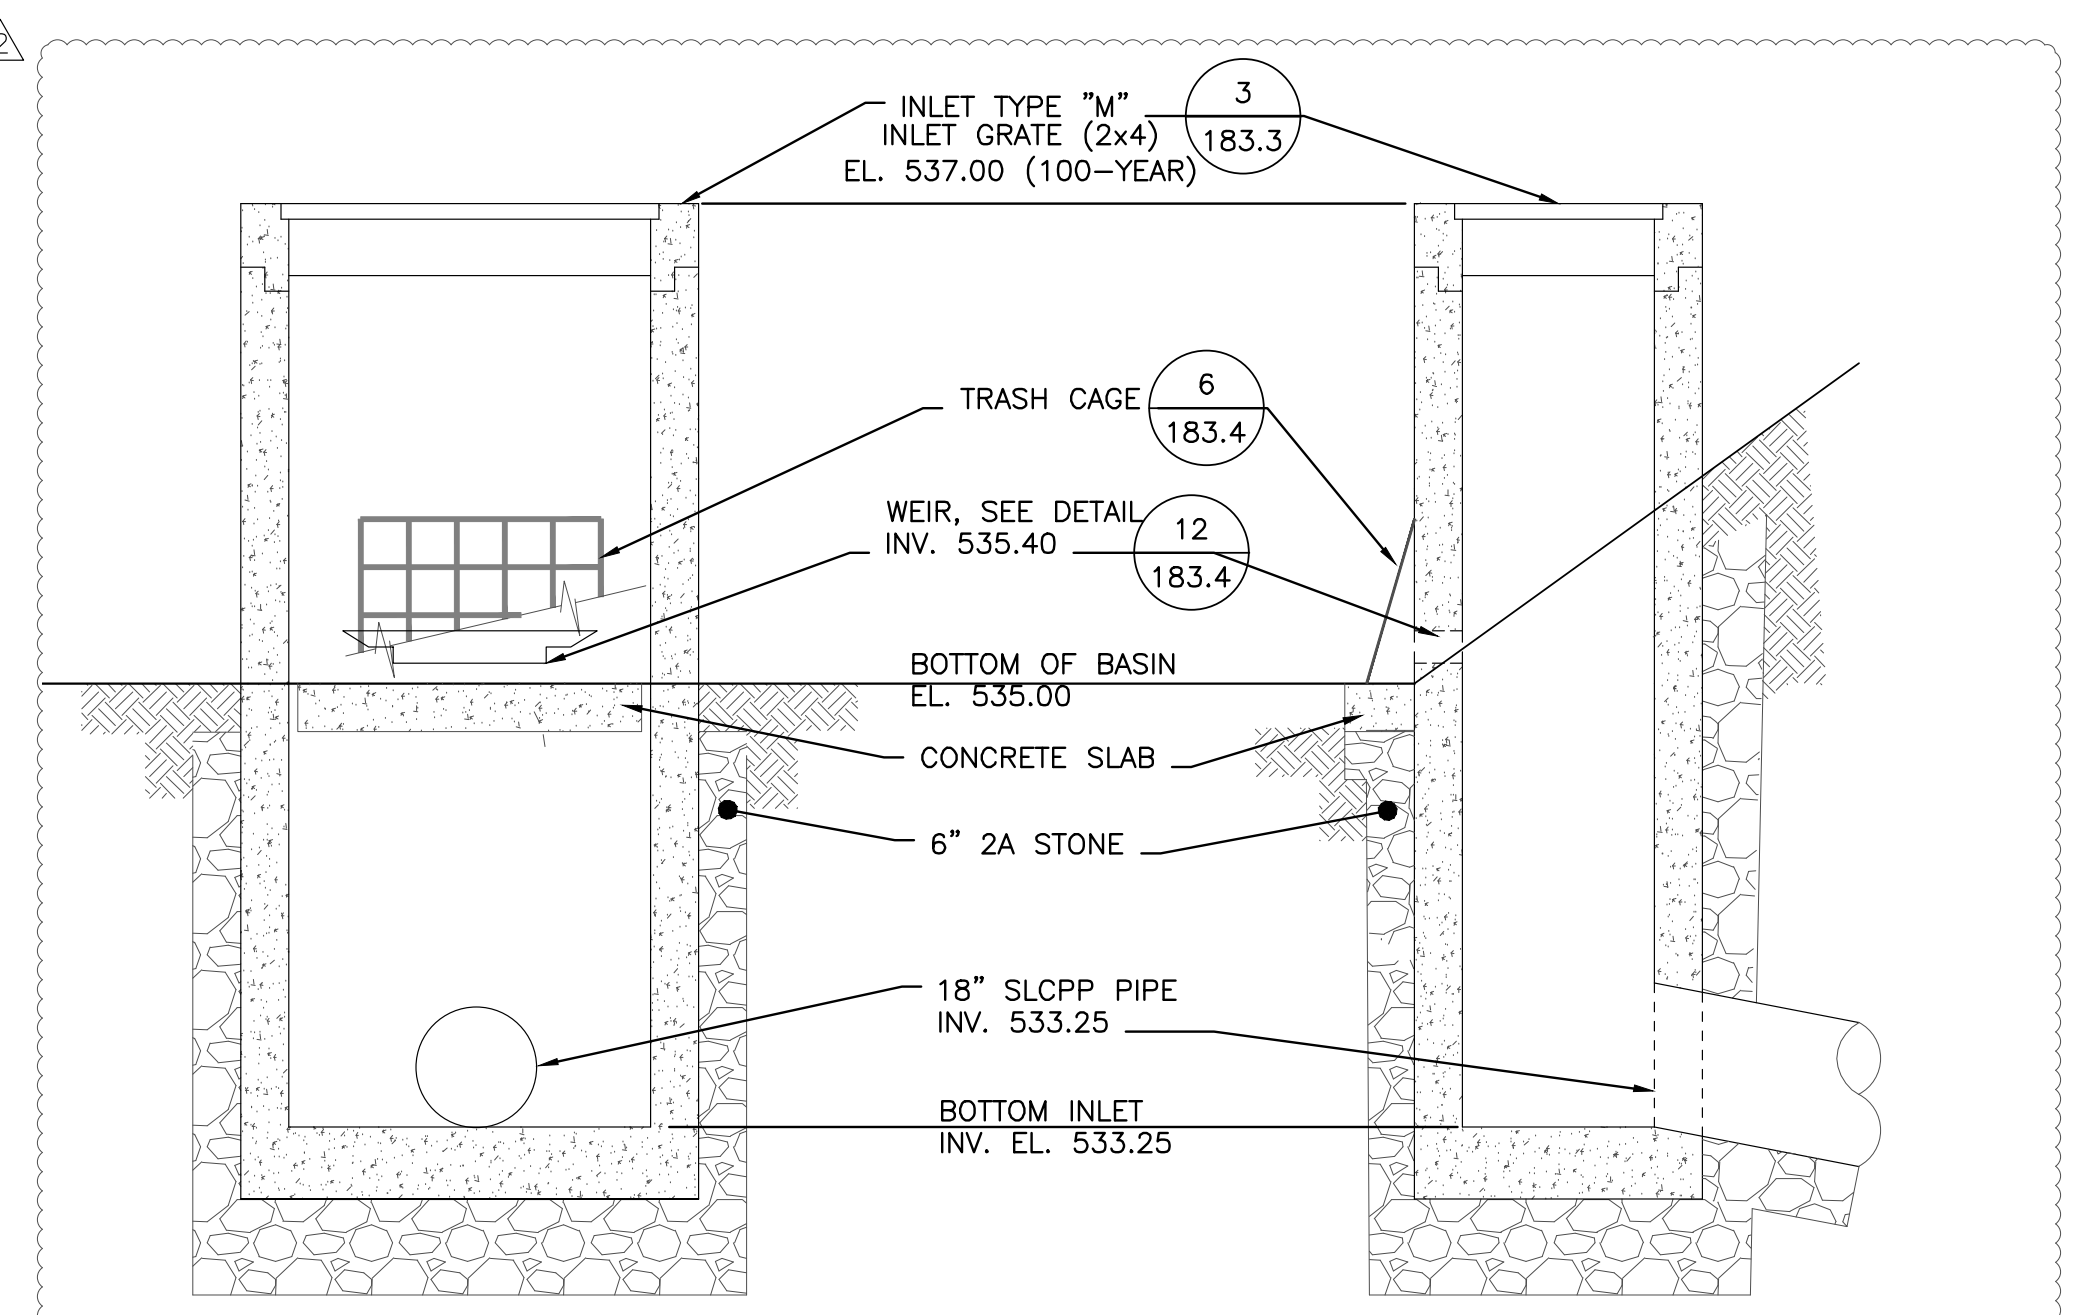 2
INLET TYPE "M"
INLET GRATE (2x4)
EL. 537.00 (100-YEAR)
3
183.3
TRASH CAGE
6
183.4
WEIR, SEE DETAIL
INV. 535.40
12
183.4
BOTTOM OF BASIN
EL. 535.00
CONCRETE SLAB
6" 2A STONE
18" SLCPP PIPE
INV. 533.25
BOTTOM INLET
INV. EL. 533.25